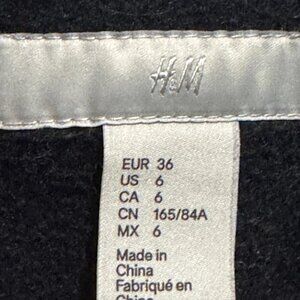 H&M
EUR 36
US 6
CA 6
CN 165/84A
MX 6
Made in
China
Fabriqué en